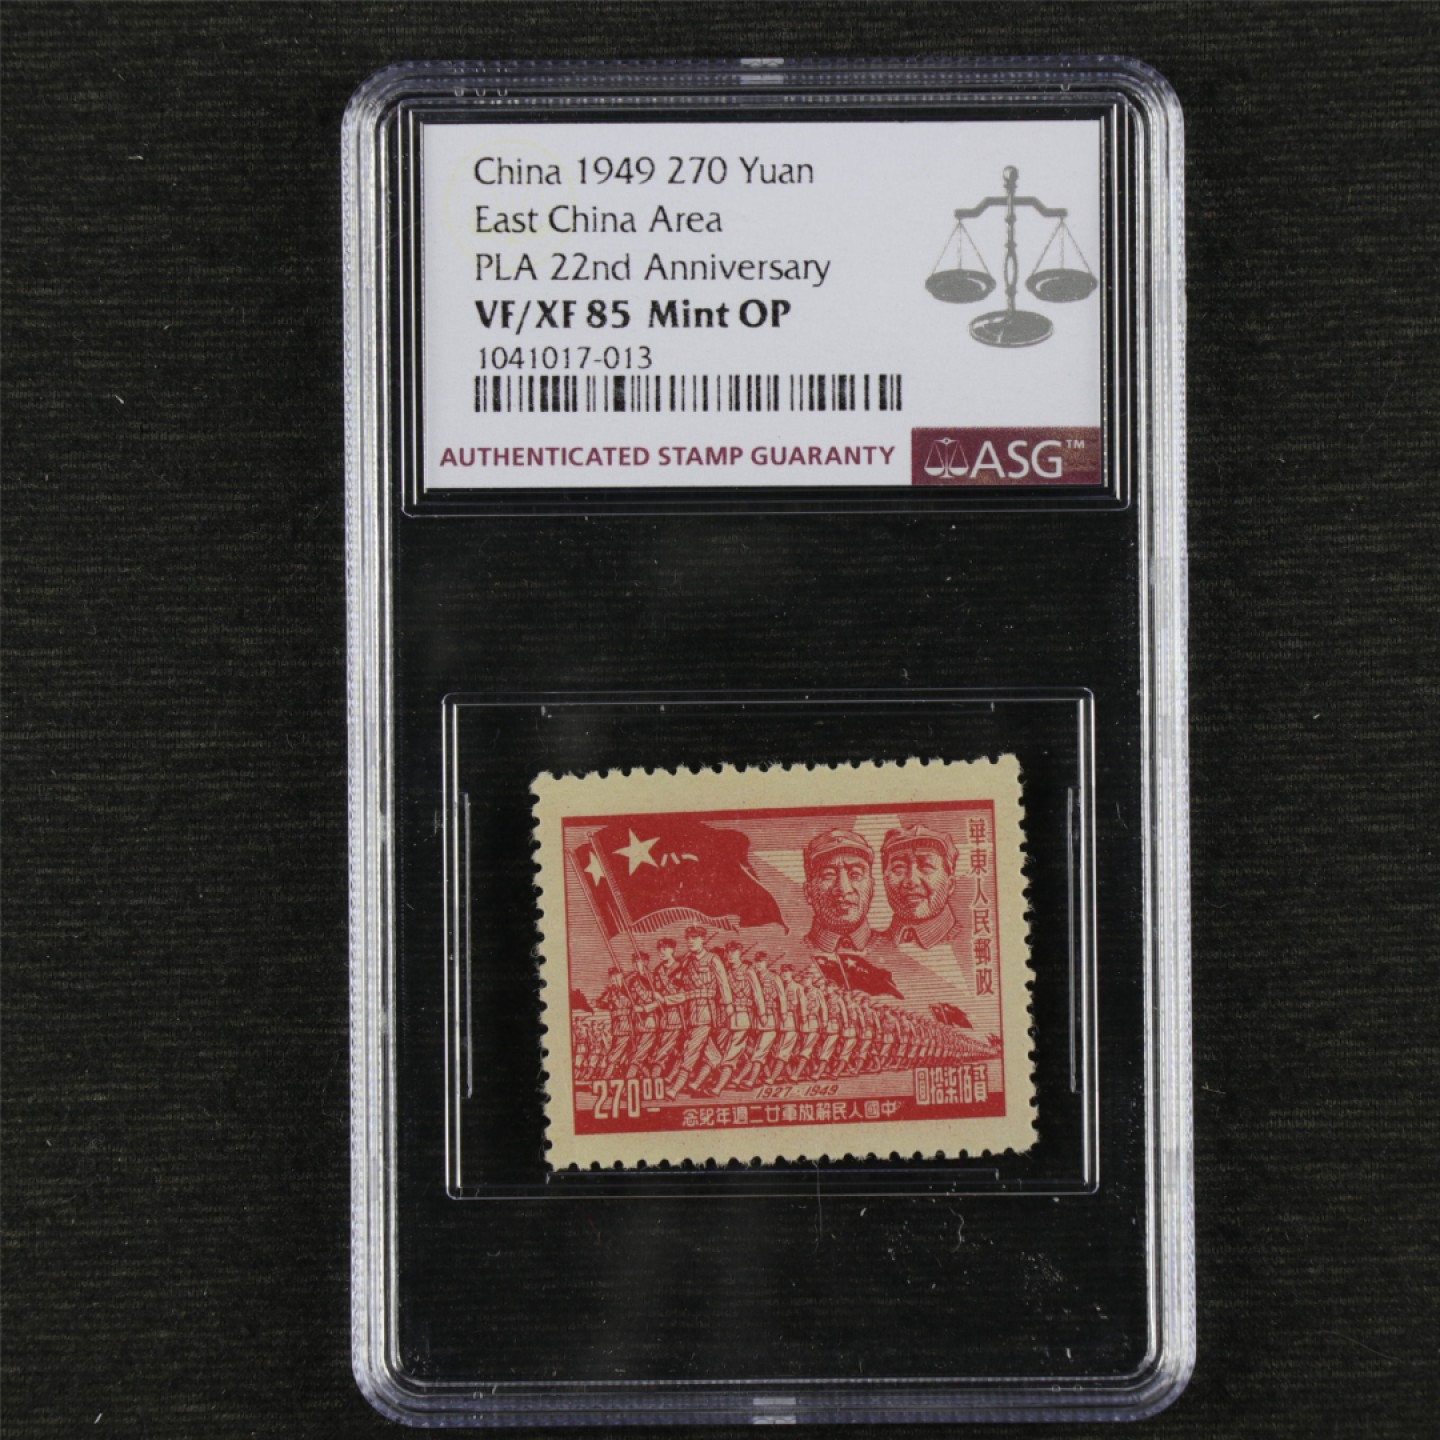 China 1949 270 Yuan
East China Area
PLA 22nd Anniversary
VF/XF 85 Mint OP
1041017-013
AUTHENTICATED STAMP GUARANTY
ASG™
八一
華東人民郵政
270.00
1927-1949
圓拾柒佰貳
念紀年週二廿軍放解民人國中